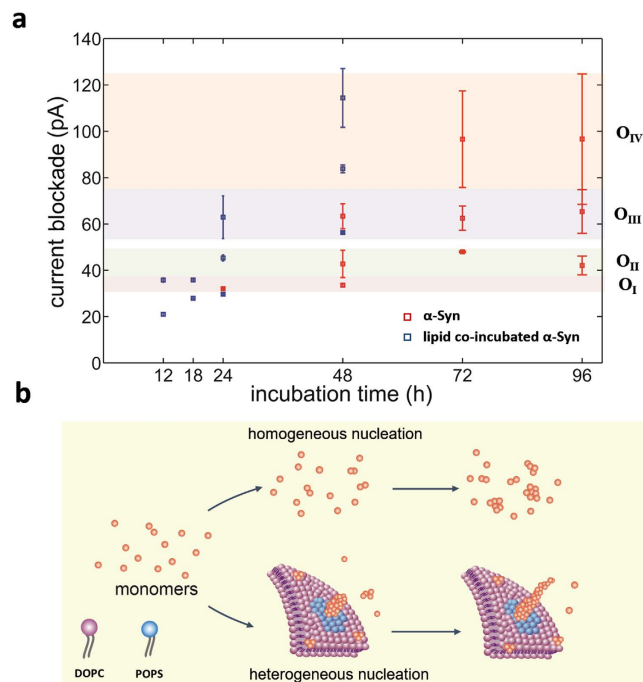 a
140
120
100
80
60
40
20
0
current blockade (pA)
O_IV
O_III
O_II
O_I
α-Syn
lipid co-incubated α-Syn
12 18 24 48 72 96
incubation time (h)
b
homogeneous nucleation
monomers
DOPC POPS
heterogeneous nucleation